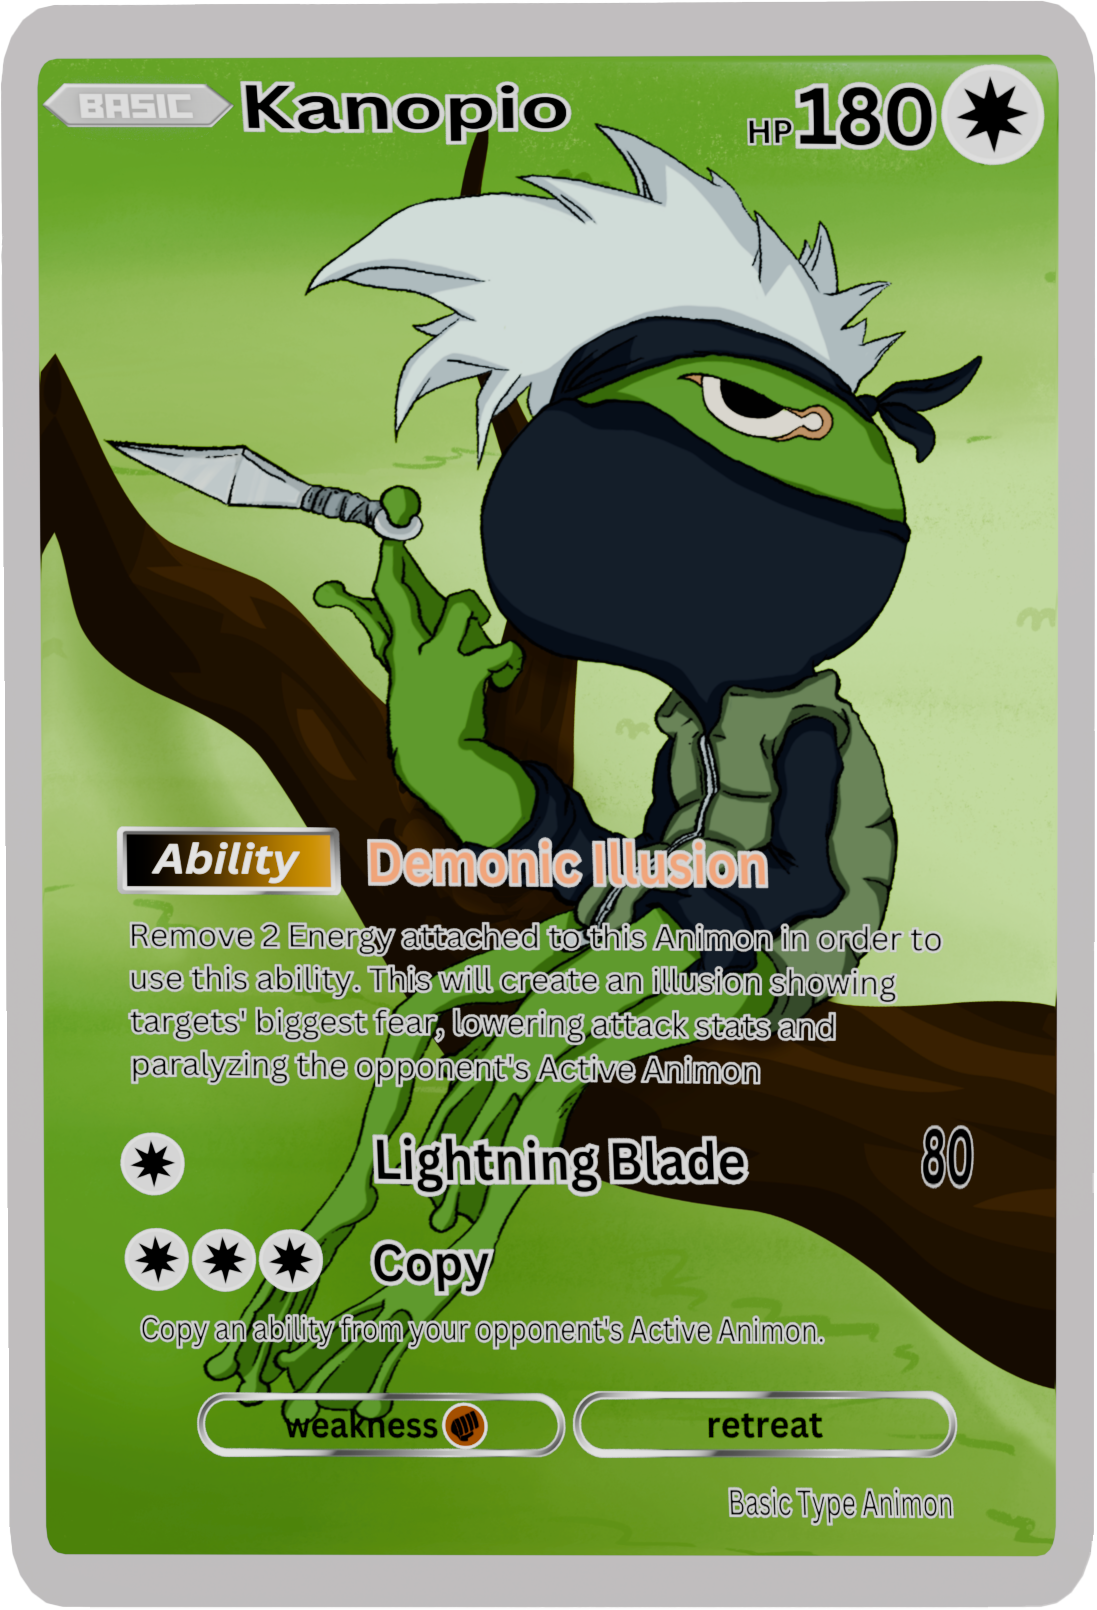 BASIC Kanopio HP 180
Ability Demonic Illusion
Remove 2 Energy attached to this Animon in order to
use this ability. This will create an illusion showing
targets' biggest fear, lowering attack stats and
paralyzing the opponent's Active Animon
Lightning Blade 80
Copy
Copy an ability from your opponent's Active Animon.
weakness retreat
Basic Type Animon